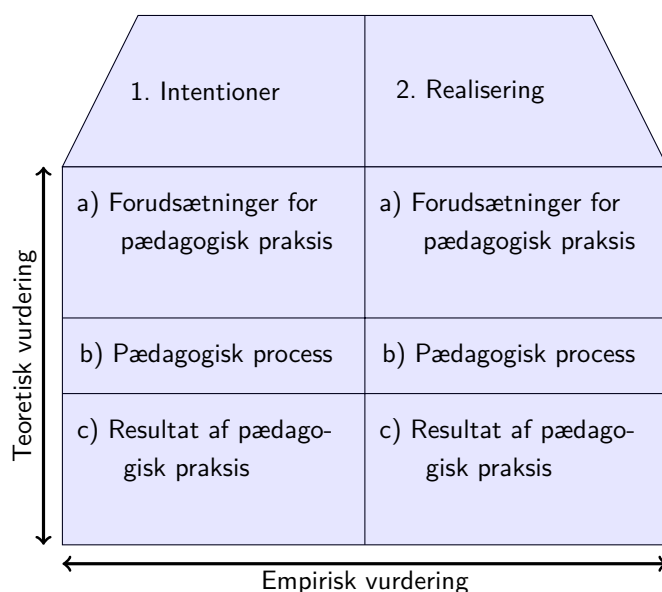 1. Intentioner
2. Realisering
a) Forudsætninger for
pædagogisk praksis
a) Forudsætninger for
pædagogisk praksis
b) Pædagogisk process
b) Pædagogisk process
c) Resultat af pædago-
gisk praksis
c) Resultat af pædago-
gisk praksis
Teoretisk vurdering
Empirisk vurdering